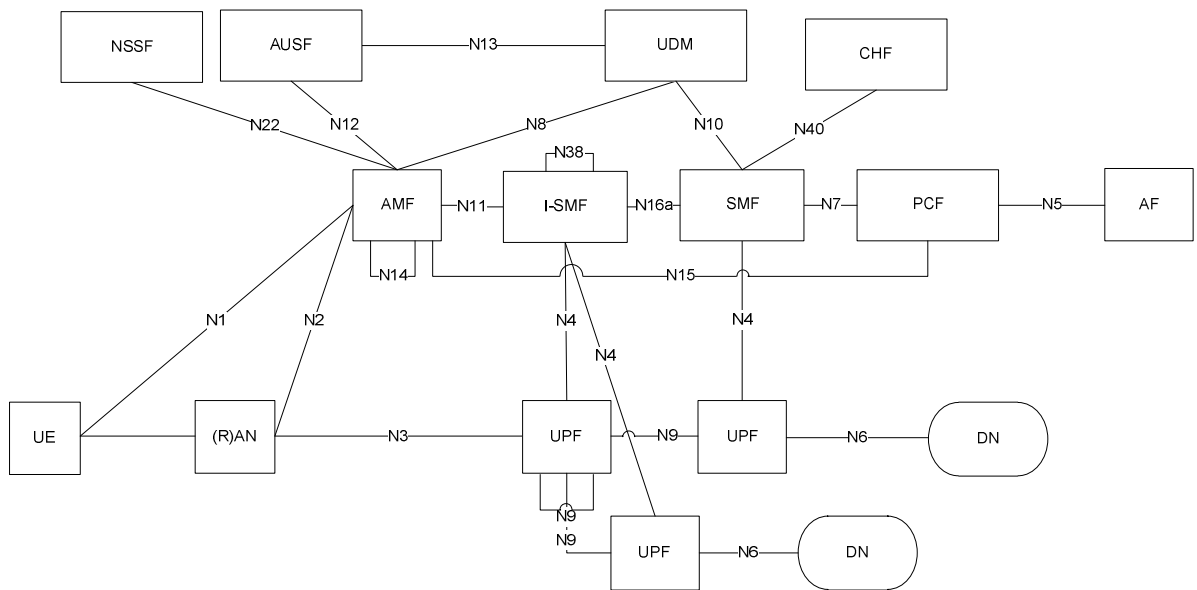 NSSF
AUSF
N13
UDM
CHF
N22
N12
N8
N10
N40
N38
AMF
N11
I-SMF
N16a
SMF
N7
PCF
N5
AF
N14
N15
N1
N2
N4
N4
N4
UE
(R)AN
N3
UPF
N9
UPF
N6
DN
N9
N9
UPF
N6
DN